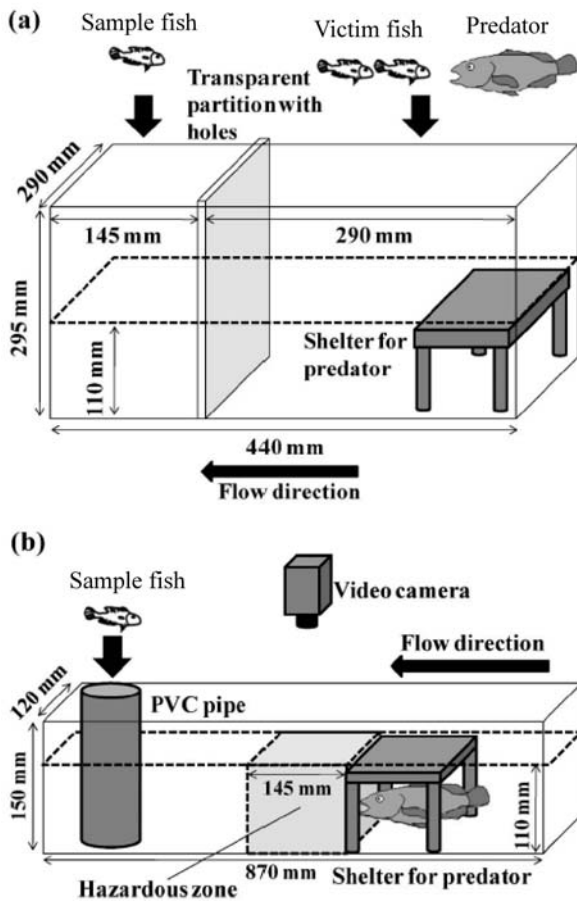 (a)
Sample fish
Victim fish
Predator
Transparent
partition with
holes
290 mm
145 mm
290 mm
295 mm
110 mm
Shelter for
predator
440 mm
Flow direction
(b)
Sample fish
Video camera
Flow direction
120 mm
PVC pipe
150 mm
145 mm
110 mm
870 mm
Hazardous zone
Shelter for predator